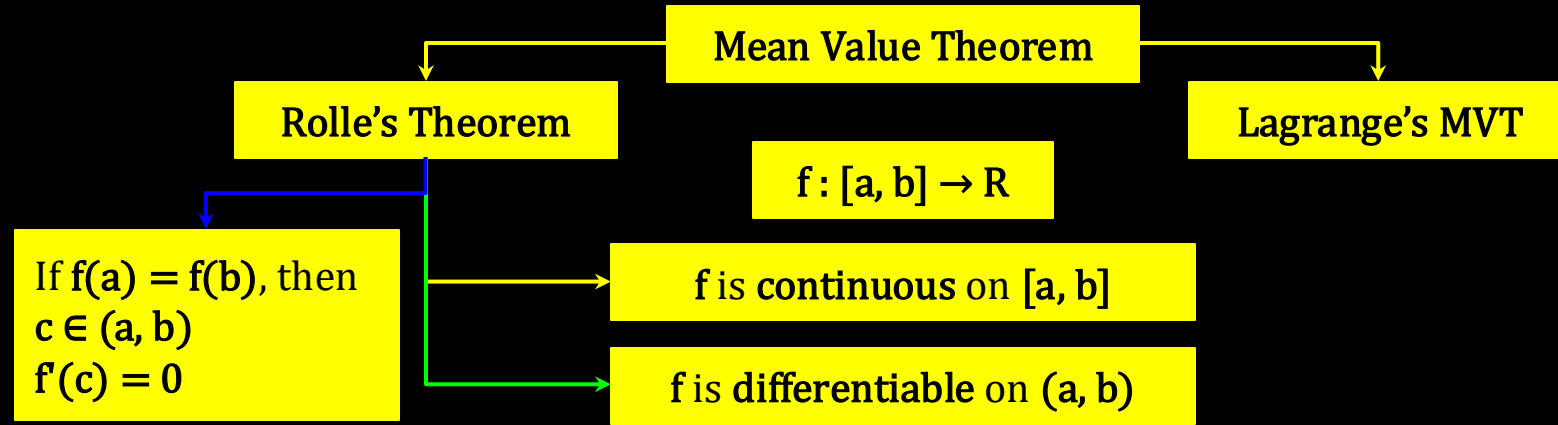 Mean Value Theorem
Rolle’s Theorem
Lagrange’s MVT
f : [a, b] → R
If f(a) = f(b), then
c ∈ (a, b)
f'(c) = 0
f is continuous on [a, b]
f is differentiable on (a, b)